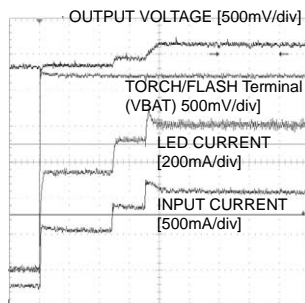 OUTPUT VOLTAGE [500mV/div]
TORCH/FLASH Terminal
(VBAT) 500mV/div]
LED CURRENT
[200mA/div]
INPUT CURRENT
[500mA/div]